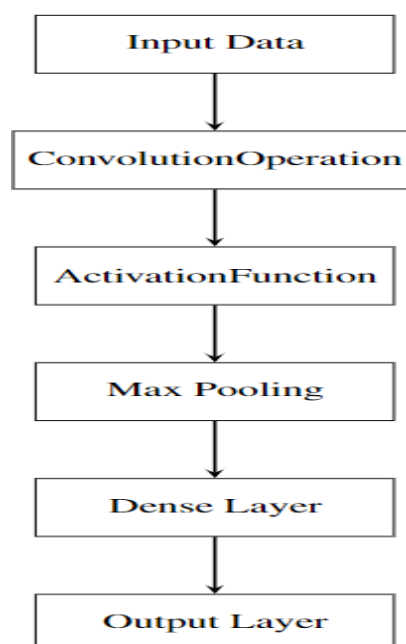 Input Data
ConvolutionOperation
ActivationFunction
Max Pooling
Dense Layer
Output Layer